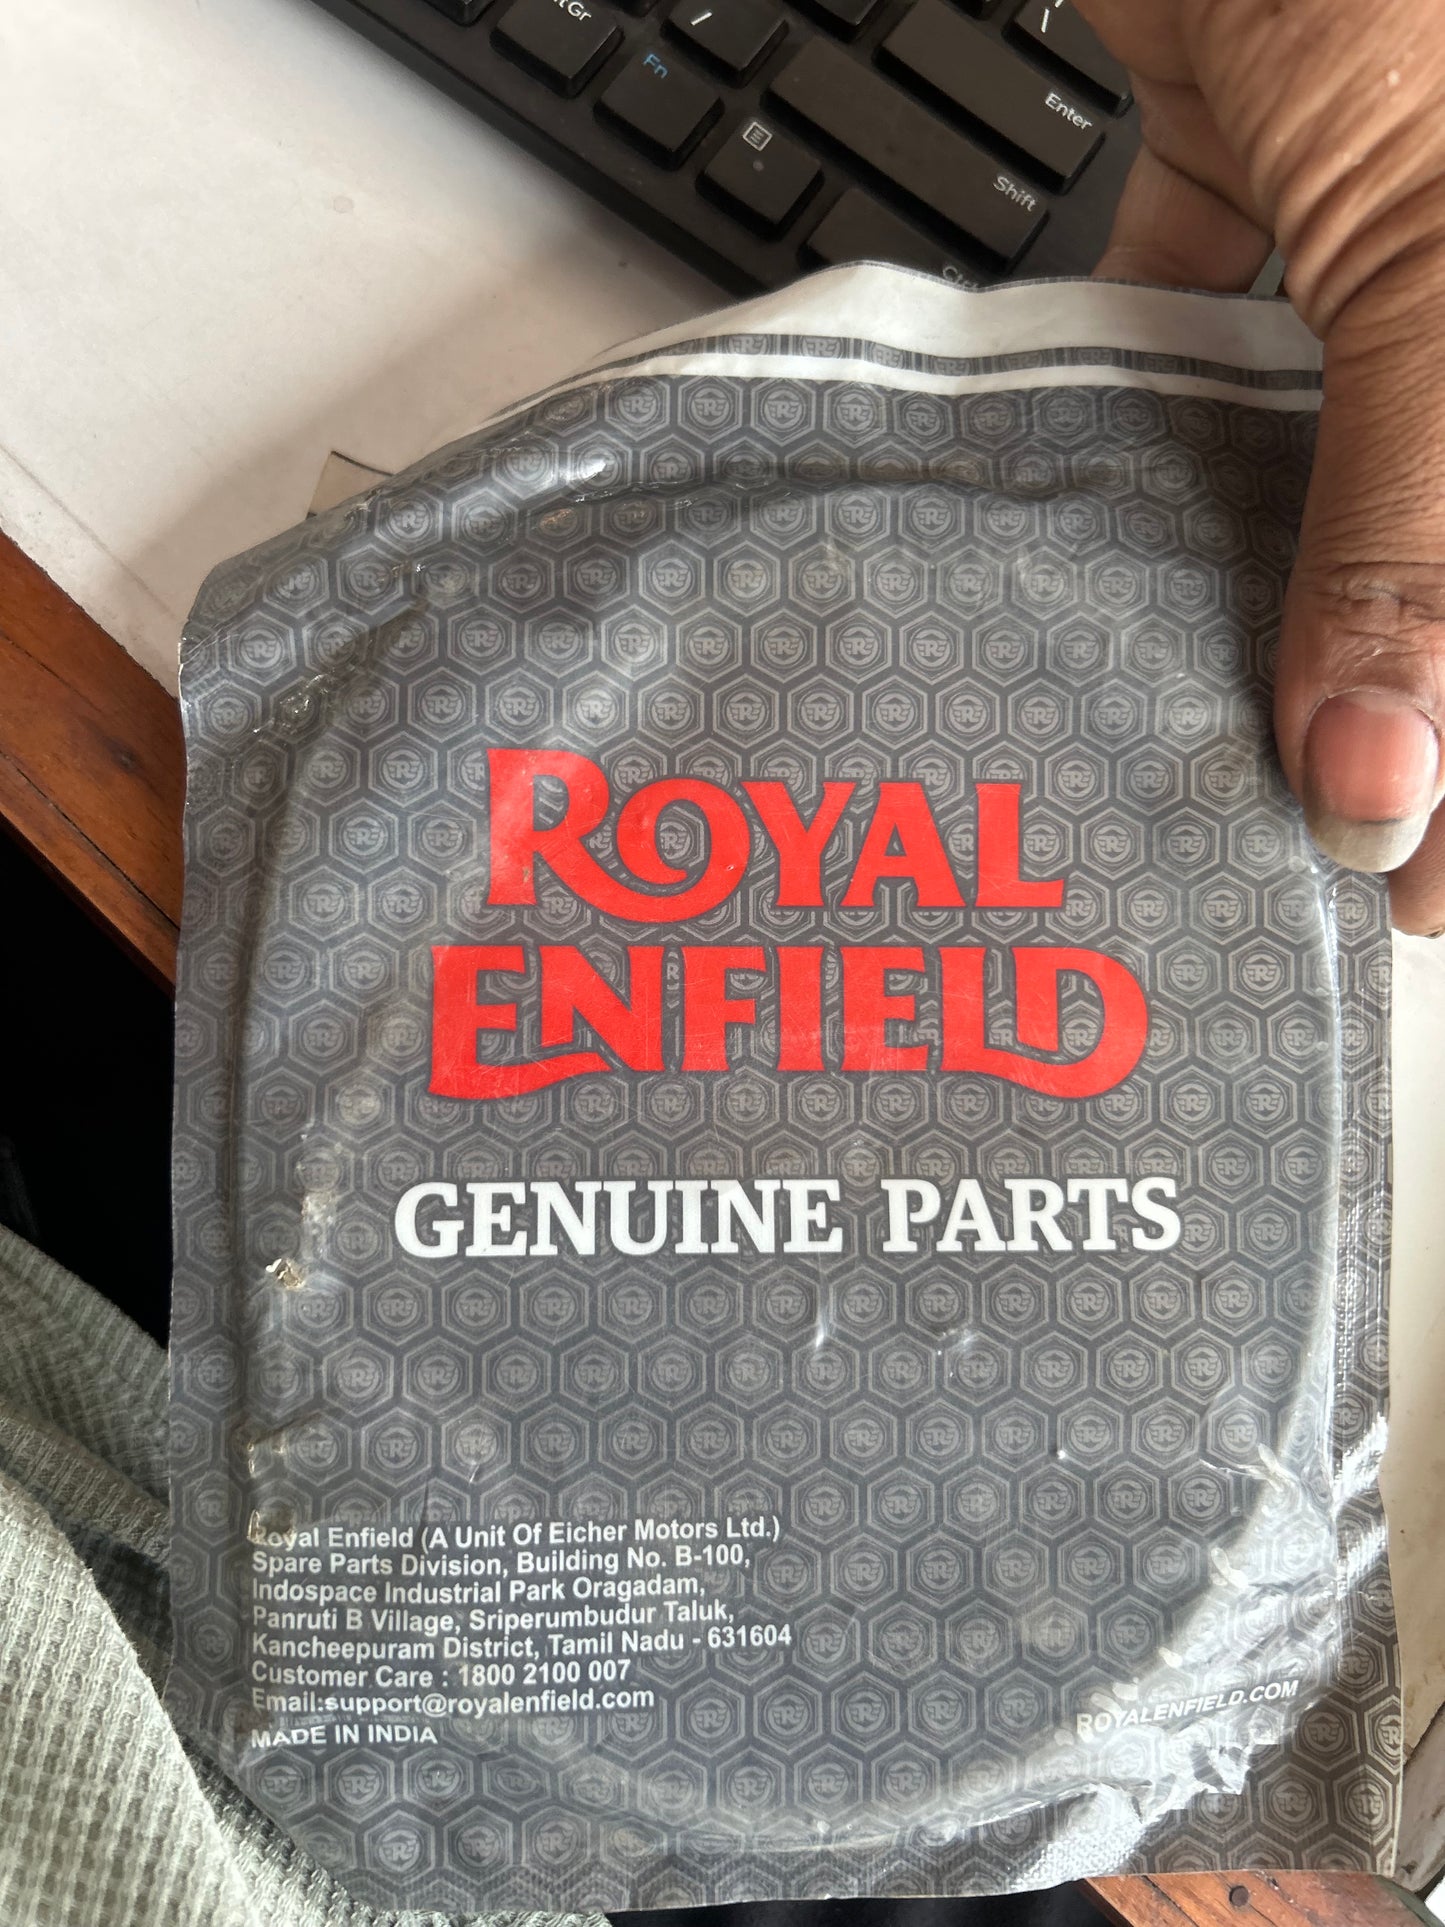 Fn
Enter
Shift
ROYAL
ENFIELD
GENUINE PARTS
Royal Enfield (A Unit Of Eicher Motors Ltd.)
Spare Parts Division, Building No. B-100,
Indospace Industrial Park Oragadam,
Panruti B Village, Sriperumbudur Taluk,
Kancheepuram District, Tamil Nadu - 631604
Customer Care : 1800 2100 007
Email:support@royalenfield.com
MADE IN INDIA
ROYALENFIELD.COM